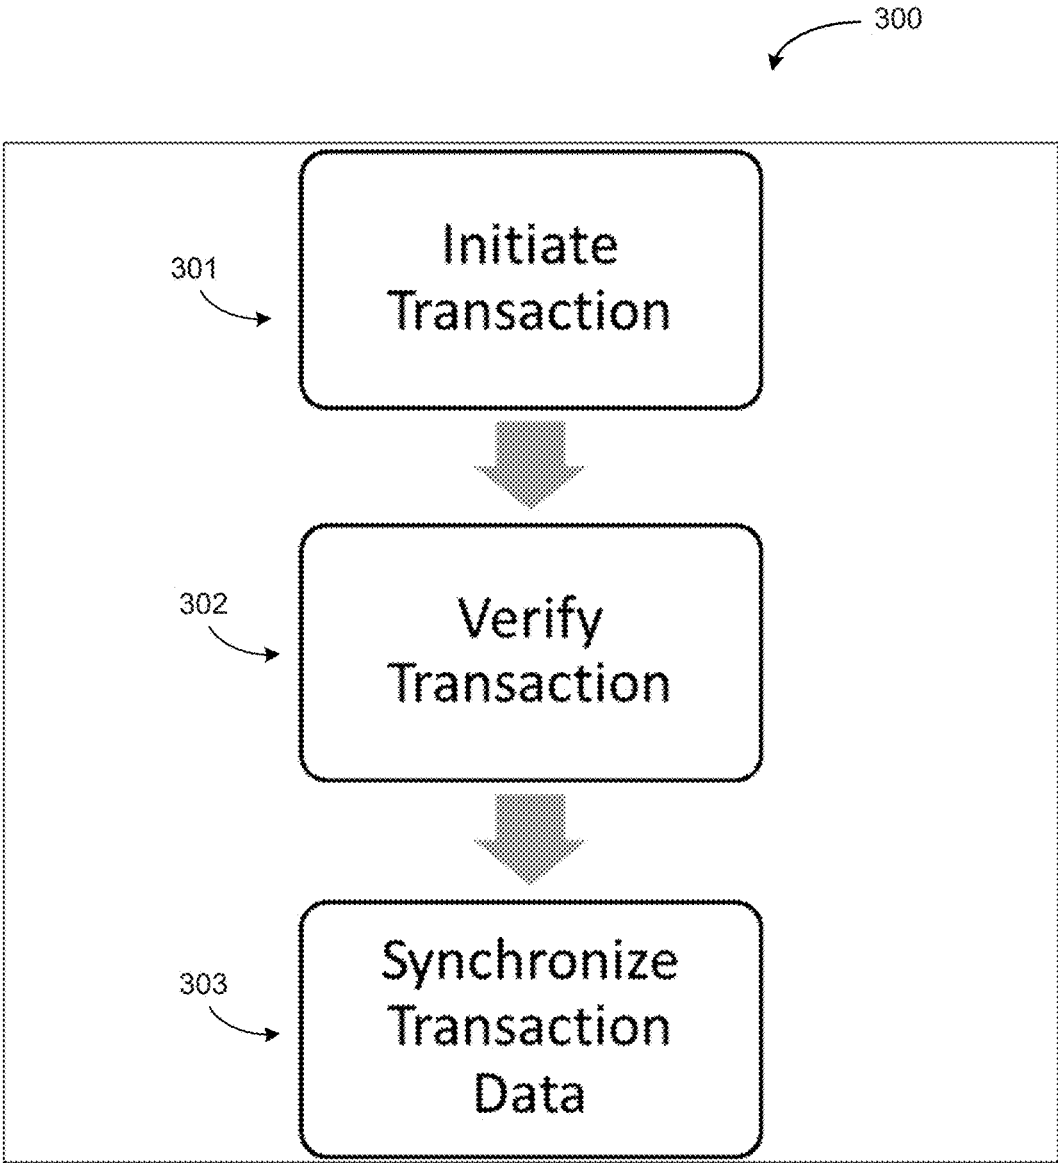 300
301
Initiate
Transaction
302
Verify
Transaction
303
Synchronize
Transaction
Data